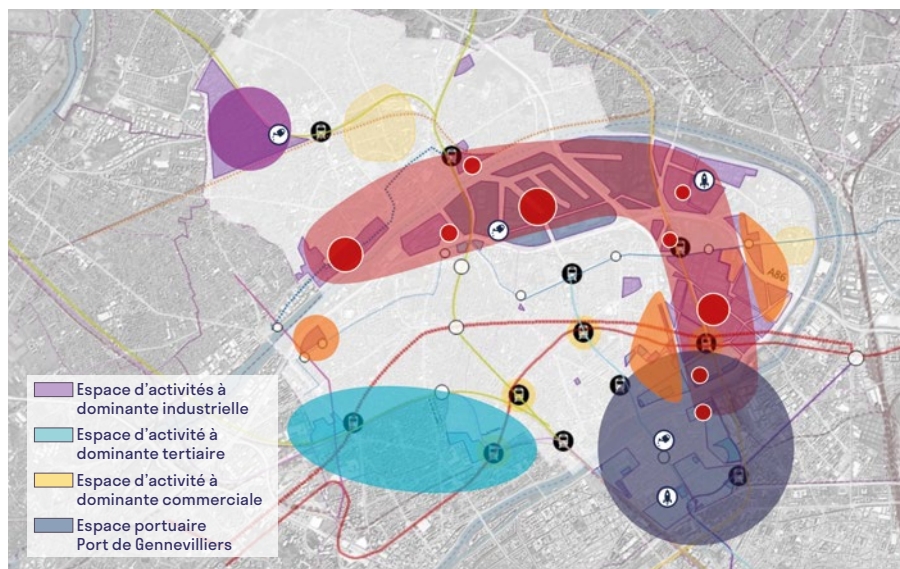 A86
Espace d’activités à
dominante industrielle
Espace d’activité à
dominante tertiaire
Espace d’activité à
dominante commerciale
Espace portuaire
Port de Gennevilliers